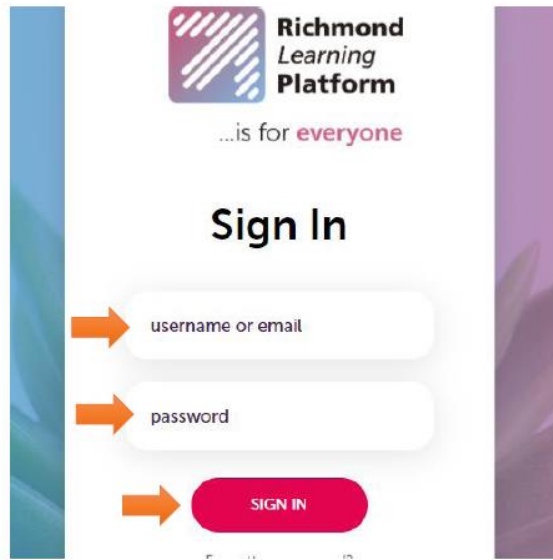 Richmond
Learning
Platform
...is for everyone
Sign In
username or email
password
SIGN IN